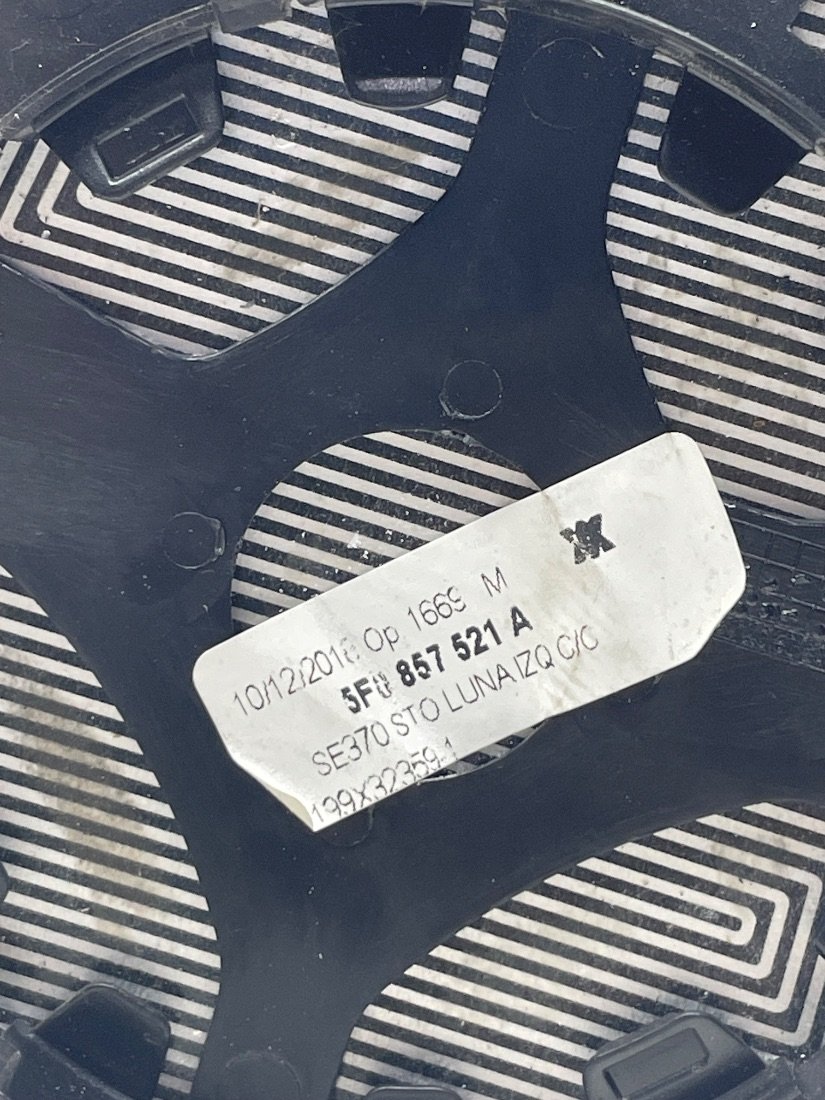 10/12/2018 Op 1669 M
5F0 857 521 A
SE370 STO LUNA IZQ C/C
199X32359-1